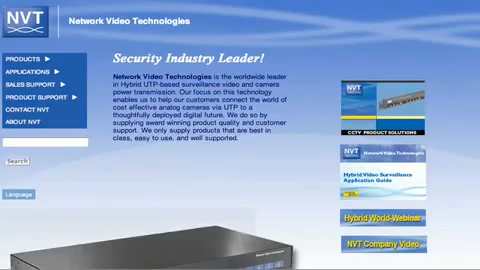 NVT
Network Video Technologies
PRODUCTS
APPLICATIONS
SALES SUPPORT
PRODUCT SUPPORT
CONTACT NVT
ABOUT NVT
Search
Language
Security Industry Leader!
Network Video Technologies is the worldwide leader
in Hybrid UTP-based surveillance video and camera
power transmission. Our focus on this technology
enables us to help our customers connect the world of
cost effective analog cameras via UTP to a
thoughtfully deployed digital future. We do so by
supplying award winning product quality and customer
support. We only supply products that are best in
class, easy to use, and well supported.
NVT
CCTV PRODUCT SOLUTIONS
NVT Network Video Technologies
Hybrid Video Surveillance
Application Guide
Hybrid World-Webinar
NVT Company Video